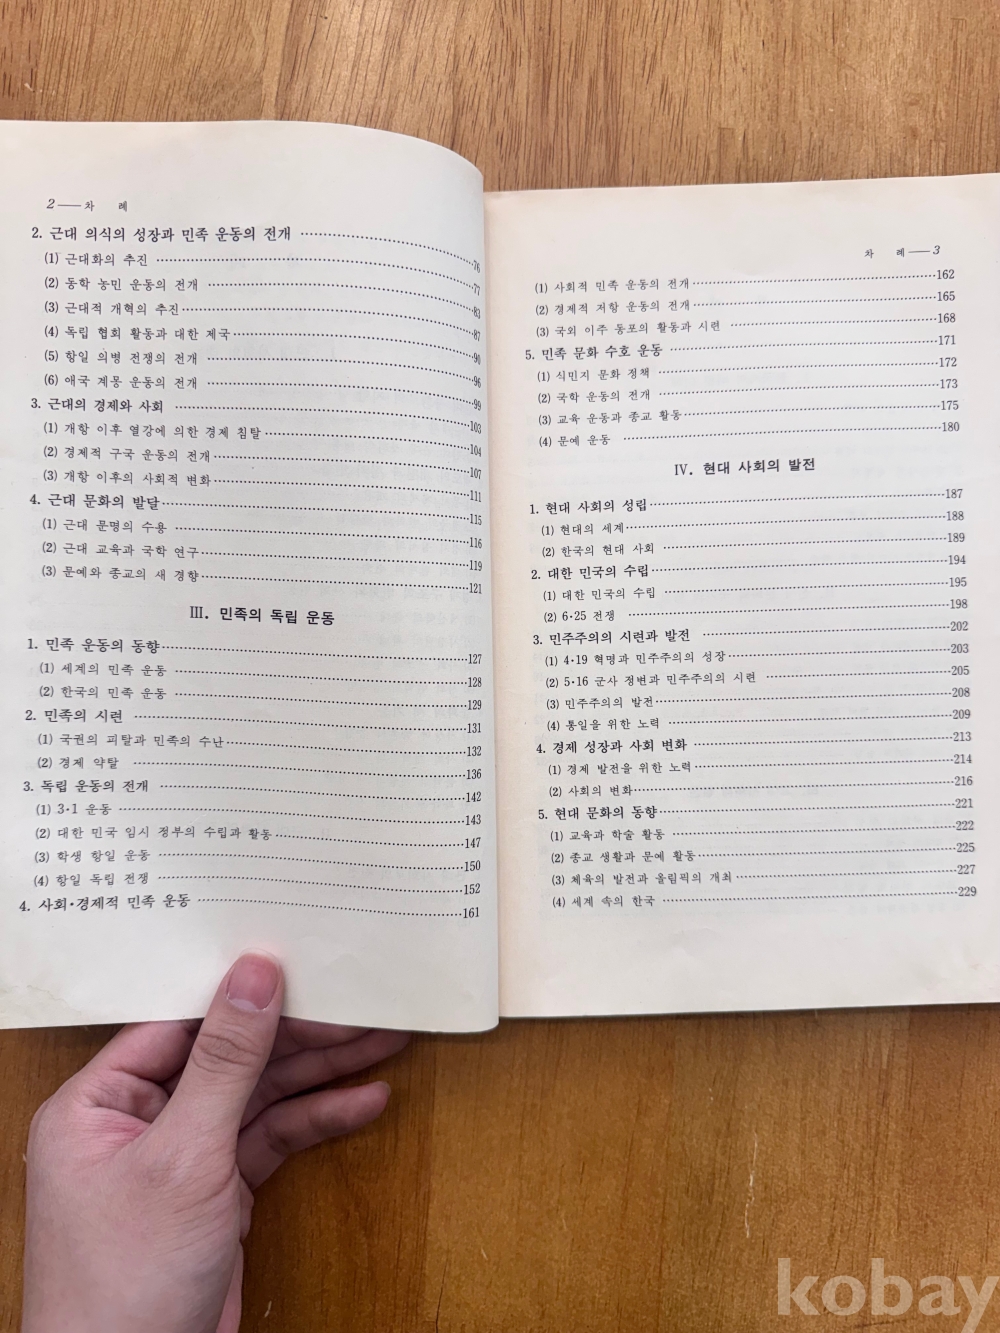 2 —— 차 례
2. 근대 의식의 성장과 민족 운동의 전개 ················ 76
(1) 근대화의 추진 ················ 77
(2) 동학 농민 운동의 전개 ················ 83
(3) 근대적 개혁의 추진 ················ 87
(4) 독립 협회 활동과 대한 제국 ················ 90
(5) 항일 의병 전쟁의 전개 ················ 96
(6) 애국 계몽 운동의 전개 ················ 99
3. 근대의 경제와 사회 ················ 103
(1) 개항 이후 열강에 의한 경제 침탈 ················ 104
(2) 경제적 구국 운동의 전개 ················ 107
(3) 개항 이후의 사회적 변화 ················ 111
4. 근대 문화의 발달 ················ 115
(1) 근대 문명의 수용 ················ 116
(2) 근대 교육과 국학 연구 ················ 119
(3) 문예와 종교의 새 경향 ················ 121
III. 민족의 독립 운동
1. 민족 운동의 동향 ················ 127
(1) 세계의 민족 운동 ················ 128
(2) 한국의 민족 운동 ················ 129
2. 민족의 시련 ················ 131
(1) 국권의 피탈과 민족의 수난 ················ 132
(2) 경제 약탈 ················ 136
3. 독립 운동의 전개 ················ 142
(1) 3·1 운동 ················ 143
(2) 대한 민국 임시 정부의 수립과 활동 ················ 147
(3) 학생 항일 운동 ················ 150
(4) 항일 독립 전쟁 ················ 152
4. 사회·경제적 민족 운동 ················ 161
차 례 —— 3
(1) 사회적 민족 운동의 전개 ················ 162
(2) 경제적 저항 운동의 전개 ················ 165
(3) 국외 이주 동포의 활동과 시련 ················ 168
5. 민족 문화 수호 운동 ················ 171
(1) 식민지 문화 정책 ················ 172
(2) 국학 운동의 전개 ················ 173
(3) 교육 운동과 종교 활동 ················ 175
(4) 문예 운동 ················ 180
IV. 현대 사회의 발전
1. 현대 사회의 성립 ················ 187
(1) 현대의 세계 ················ 188
(2) 한국의 현대 사회 ················ 189
2. 대한 민국의 수립 ················ 194
(1) 대한 민국의 수립 ················ 195
(2) 6·25 전쟁 ················ 198
3. 민주주의의 시련과 발전 ················ 202
(1) 4·19 혁명과 민주주의의 성장 ················ 203
(2) 5·16 군사 정변과 민주주의의 시련 ················ 205
(3) 민주주의의 발전 ················ 208
(4) 통일을 위한 노력 ················ 209
4. 경제 성장과 사회 변화 ················ 213
(1) 경제 발전을 위한 노력 ················ 214
(2) 사회의 변화 ················ 216
5. 현대 문화의 동향 ················ 221
(1) 교육과 학술 활동 ················ 222
(2) 종교 생활과 문예 활동 ················ 225
(3) 체육의 발전과 올림픽의 개최 ················ 227
(4) 세계 속의 한국 ················ 229
kobay